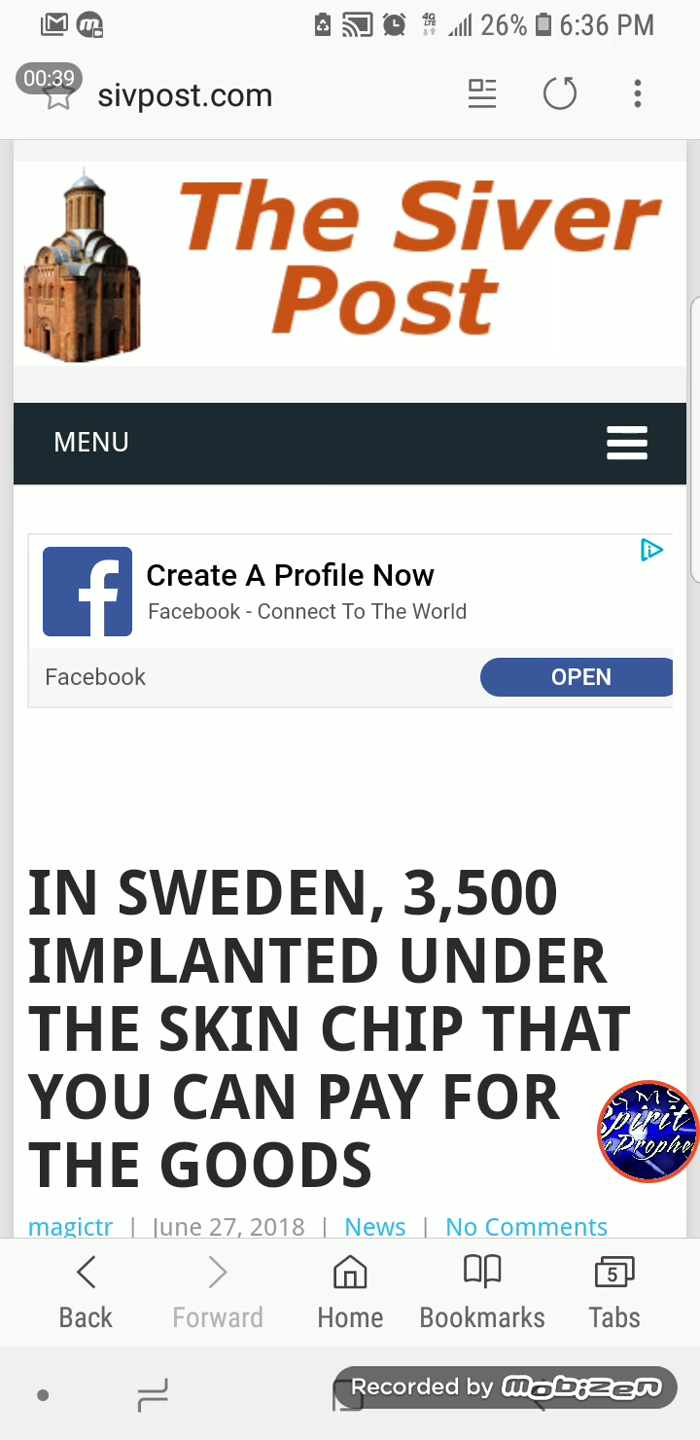 26% 6:36 PM
00:39
sivpost.com
The Siver
Post
MENU
Create A Profile Now
Facebook - Connect To The World
Facebook
OPEN
IN SWEDEN, 3,500
IMPLANTED UNDER
THE SKIN CHIP THAT
YOU CAN PAY FOR
THE GOODS
G M S
Spirit
magictr | June 27, 2018 | News | No Comments
5
Back Forward Home Bookmarks Tabs
Recorded by mobizen